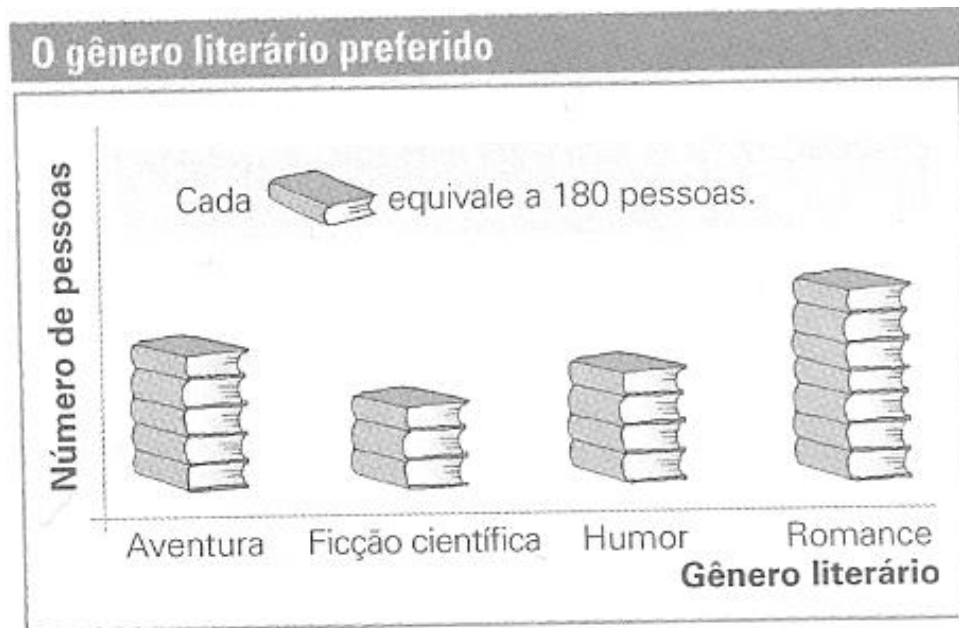 O gênero literário preferido
Número de pessoas
Cada equivale a 180 pessoas.
Aventura Ficção científica Humor Romance
Gênero literário